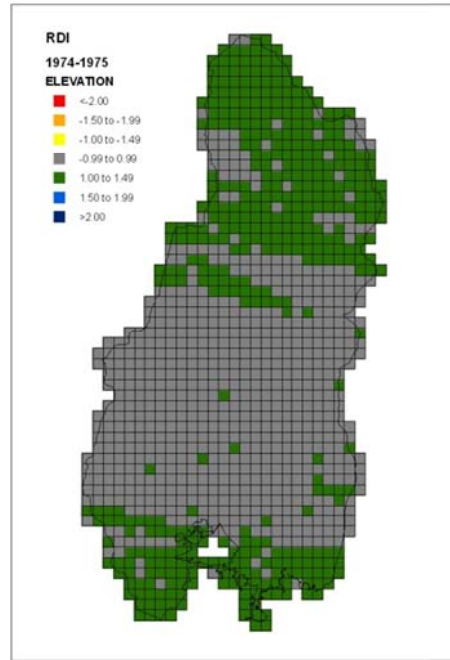 RDI
1974-1975
ELEVATION
<-2.00
-1.50 to -1.99
-1.00 to -1.49
-0.99 to 0.99
1.00 to 1.49
1.50 to 1.99
>2.00